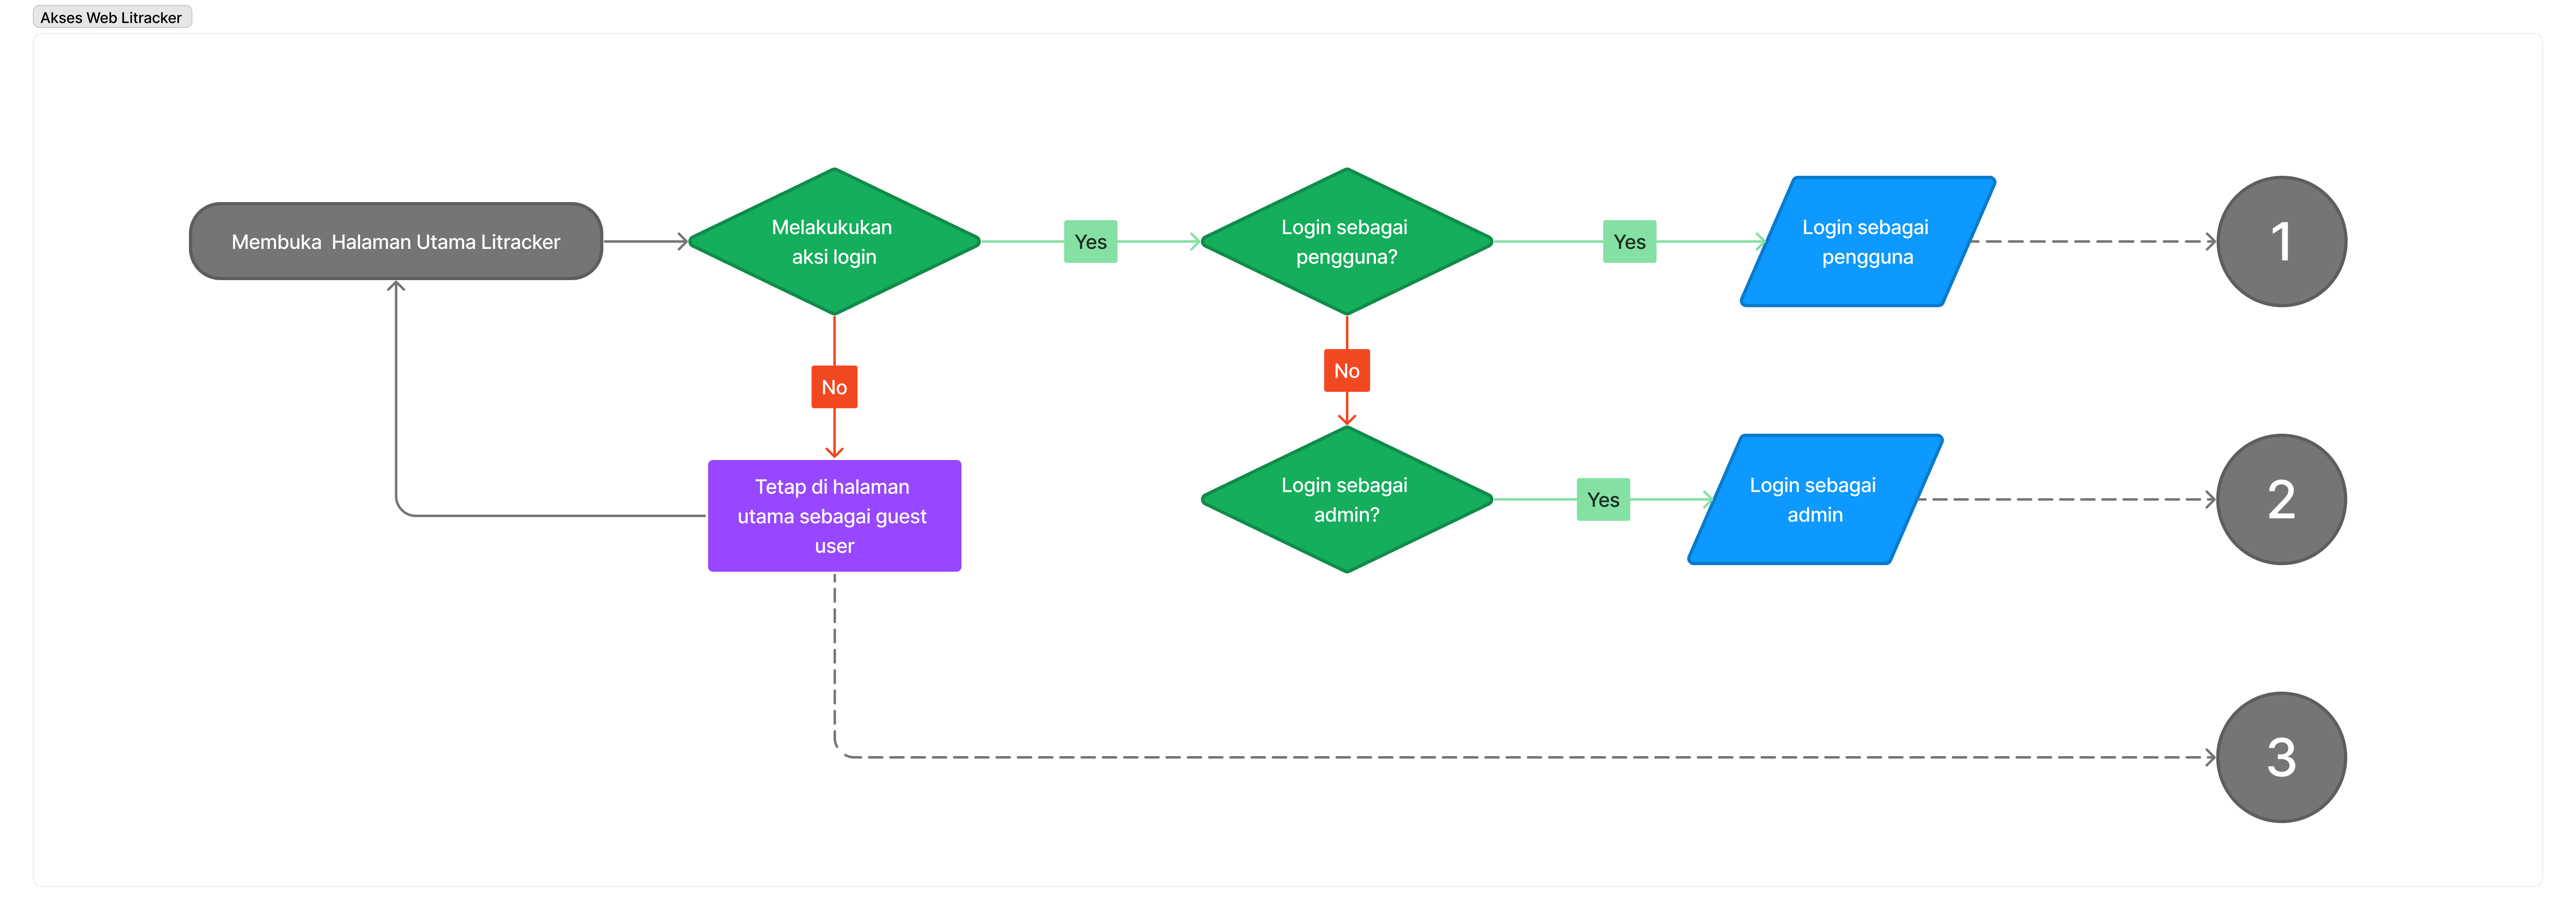 Akses Web Litracker
Membuka  Halaman Utama Litracker
Melakukukan
aksi login
Yes
Login sebagai
pengguna?
Yes
Login sebagai
pengguna
1
No
Tetap di halaman
utama sebagai guest
user
No
Login sebagai
admin?
Yes
Login sebagai
admin
2
3